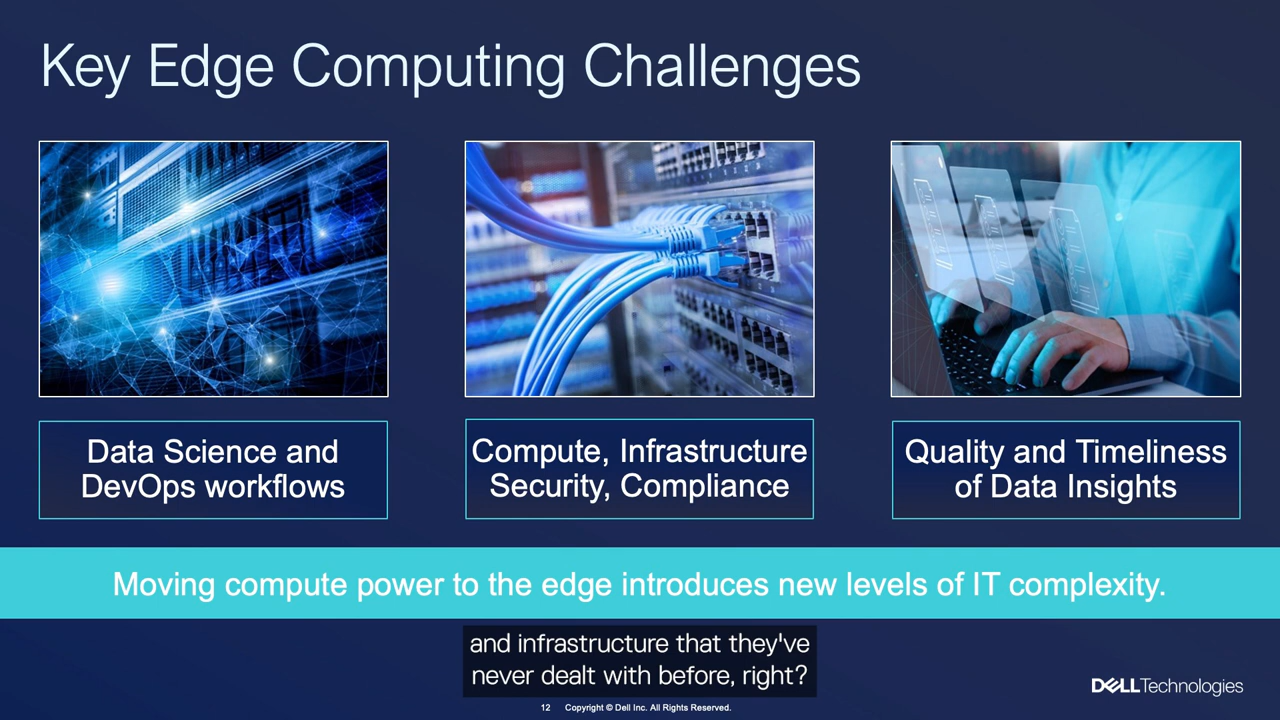 Key Edge Computing Challenges
Data Science and
DevOps workflows
Compute, Infrastructure
Security, Compliance
Quality and Timeliness
of Data Insights
Moving compute power to the edge introduces new levels of IT complexity.
and infrastructure that they've
never dealt with before, right?
DELLTechnologies
12 Copyright © Dell Inc. All Rights Reserved.